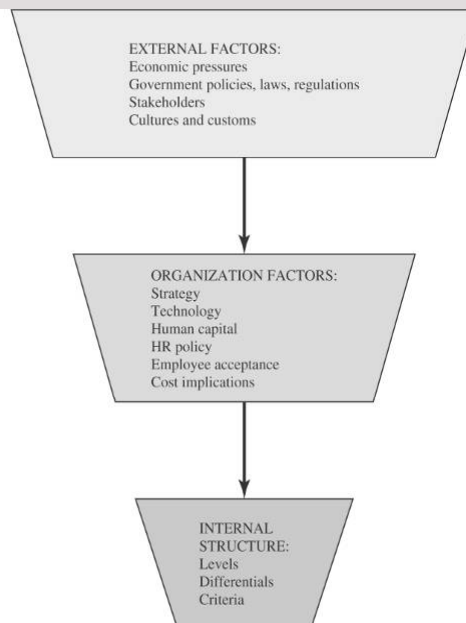 EXTERNAL FACTORS:
Economic pressures
Government policies, laws, regulations
Stakeholders
Cultures and customs
ORGANIZATION FACTORS:
Strategy
Technology
Human capital
HR policy
Employee acceptance
Cost implications
INTERNAL
STRUCTURE:
Levels
Differentials
Criteria